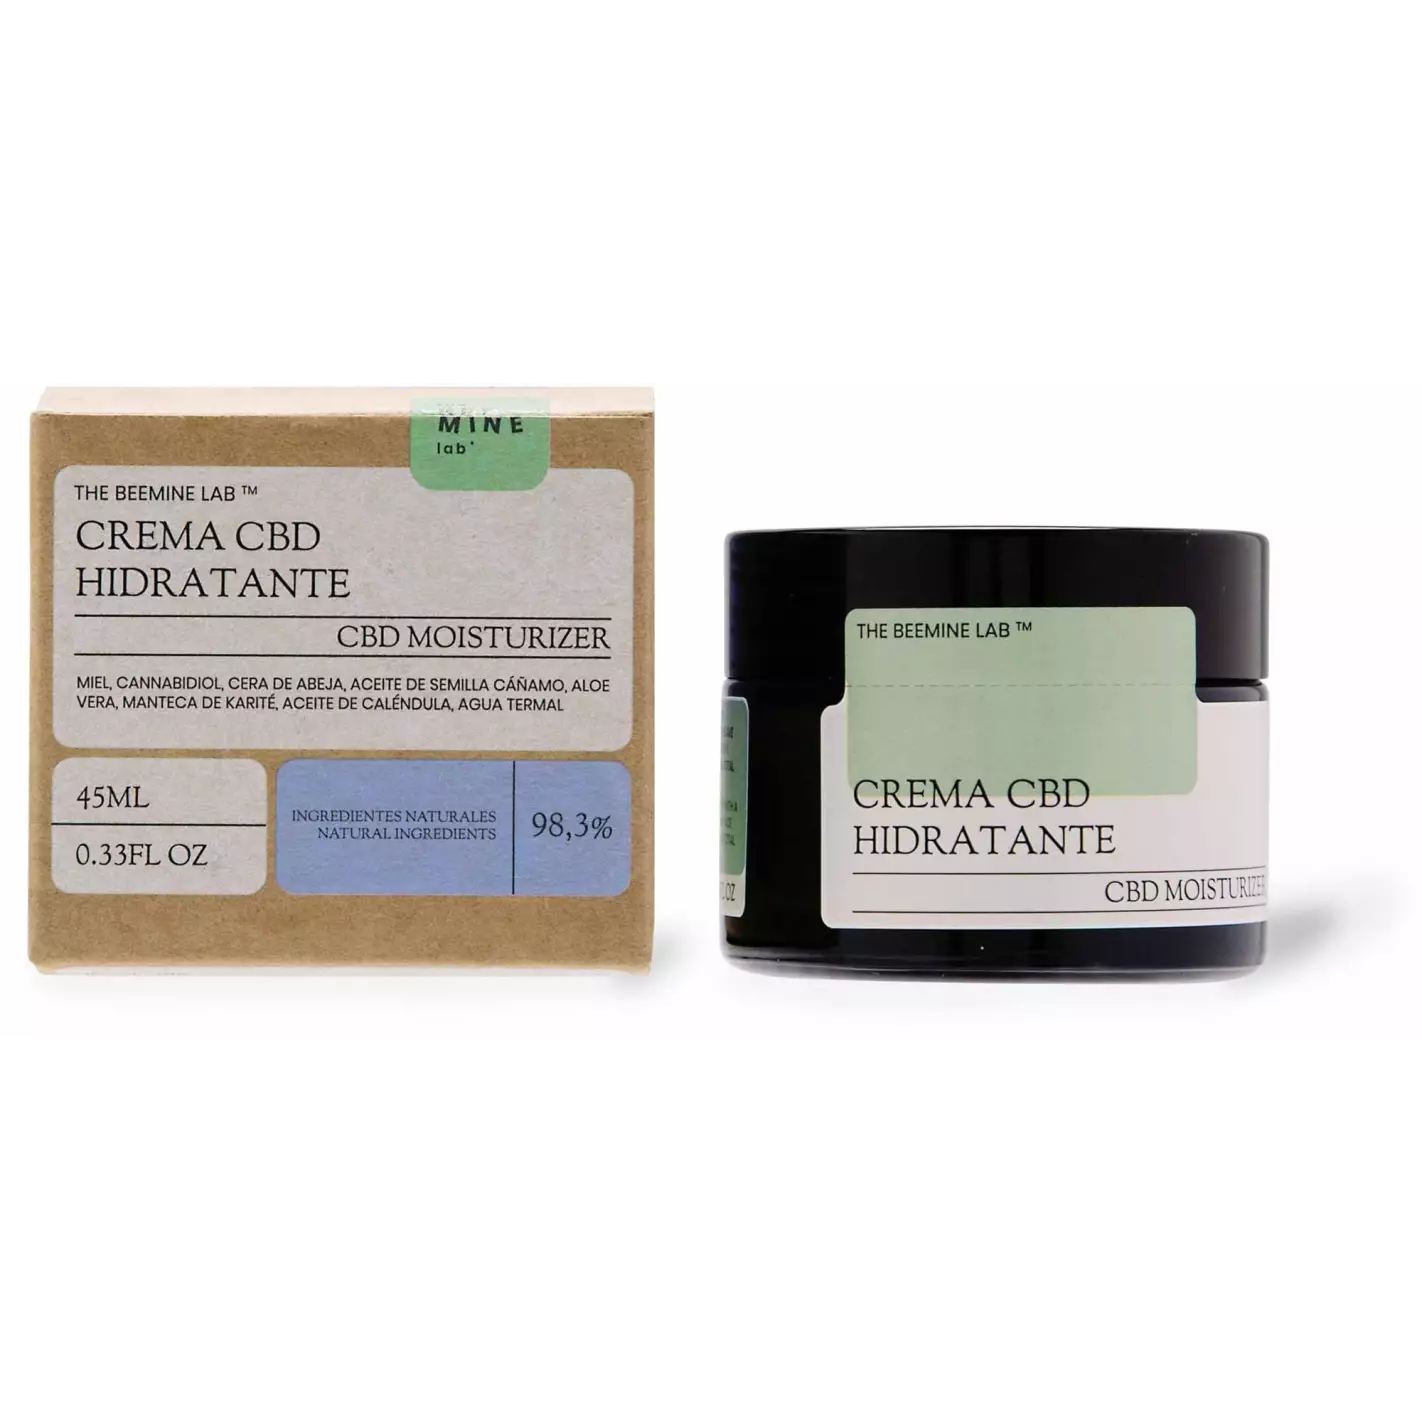 MINE
lab
THE BEEMINE LAB ™
CREMA CBD
HIDRATANTE
CBD MOISTURIZER
MIEL, CANNABIDIOL, CERA DE ABEJA, ACEITE DE SEMILLA CÁÑAMO, ALOE
VERA, MANTECA DE KARITÉ, ACEITE DE CALÉNDULA, AGUA TERMAL
45ML
0.33FL OZ
INGREDIENTES NATURALES
NATURAL INGREDIENTS
98,3%
THE BEEMINE LAB ™
CREMA CBD
HIDRATANTE
CBD MOISTURIZER
OZ